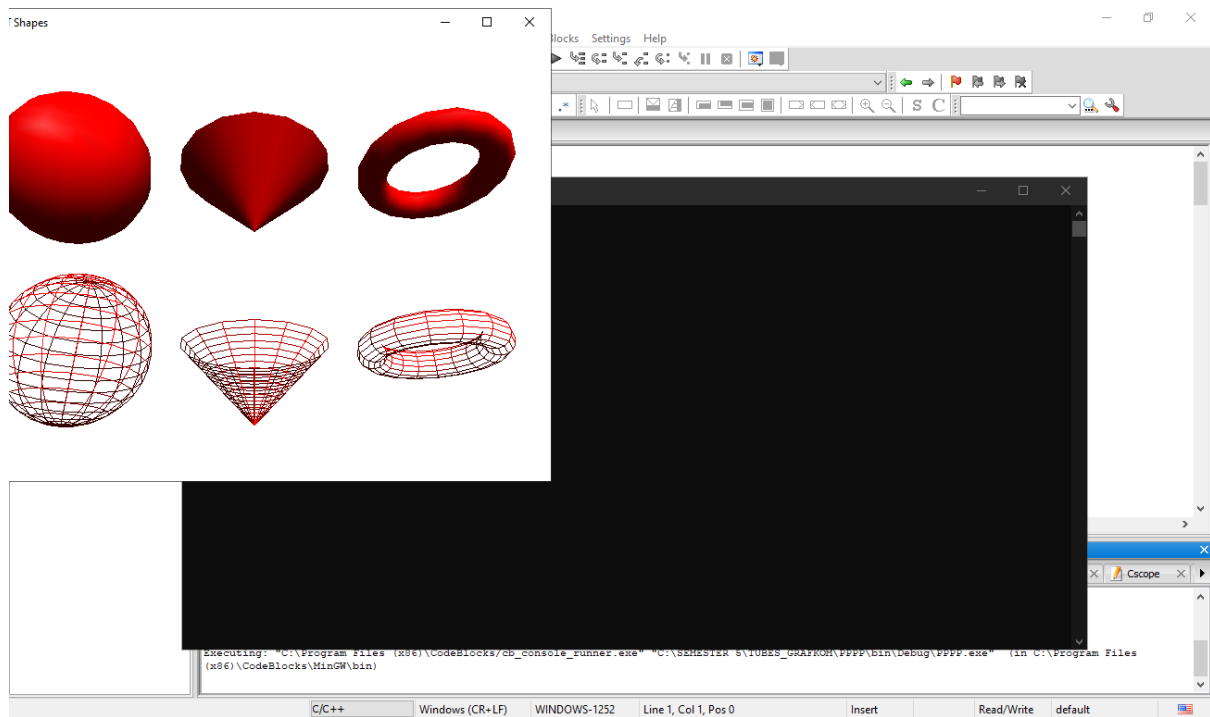 Shapes
Blocks Settings Help
S C
Cscope
Executing: "C:\Program Files (x86)\CodeBlocks/cb_console_runner.exe" "C:\SEMESTER 5\TUBES_GRAFKOM\PPPP\bin\Debug\PPPP.exe" (in C:\Program Files
(x86)\CodeBlocks\MinGW\bin)
C/C++ Windows (CR+LF) WINDOWS-1252 Line 1, Col 1, Pos 0 Insert Read/Write default